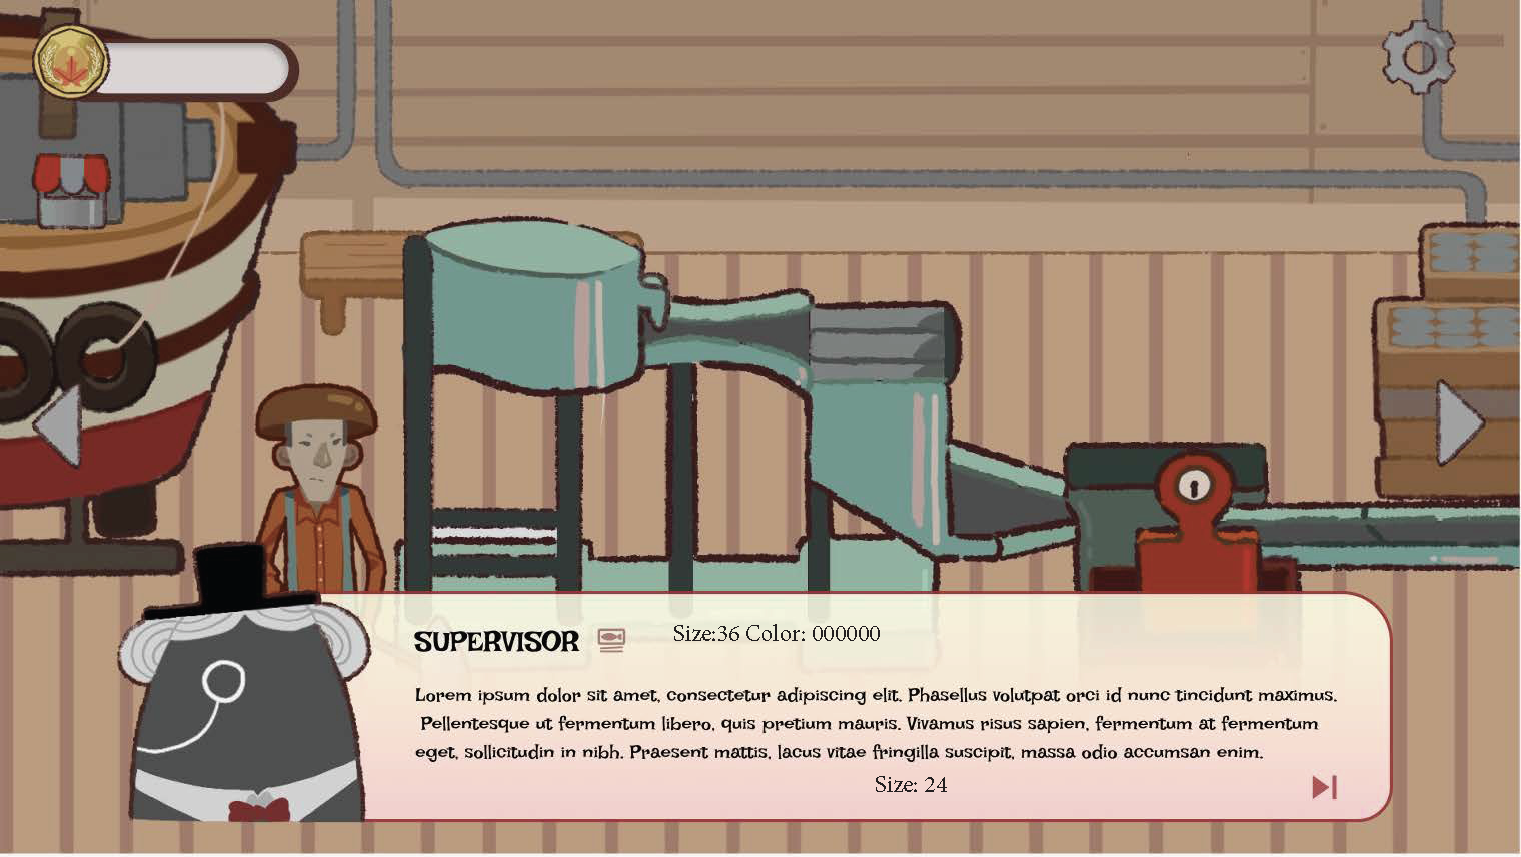 SUPERVISOR Size:36 Color: 000000
Lorem ipsum dolor sit amet, consectetur adipiscing elit. Phasellus volutpat orci id nunc tincidunt maximus.
Pellentesque ut fermentum libero, quis pretium mauris. Vivamus risus sapien, fermentum at fermentum
eget, sollicitudin in nibh. Praesent mattis, lacus vitae fringilla suscipit, massa odio accumsan enim.
Size: 24